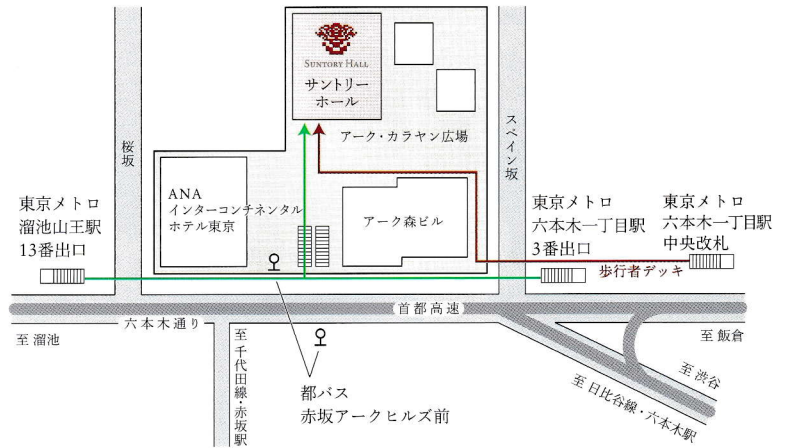 SUNTORY HALL
サントリー
ホール
アーク・カラヤン広場
桜坂
スペイン坂
ANA
インターコンチネンタル
ホテル東京
アーク森ビル
東京メトロ
溜池山王駅
13番出口
東京メトロ
六本木一丁目駅
3番出口
東京メトロ
六本木一丁目駅
中央改札
歩行者デッキ
首都高速
六本木通り
至 溜池
至 飯倉
至 千代田線・赤坂駅
都バス
赤坂アークヒルズ前
至 渋谷
至 日比谷線・六本木駅